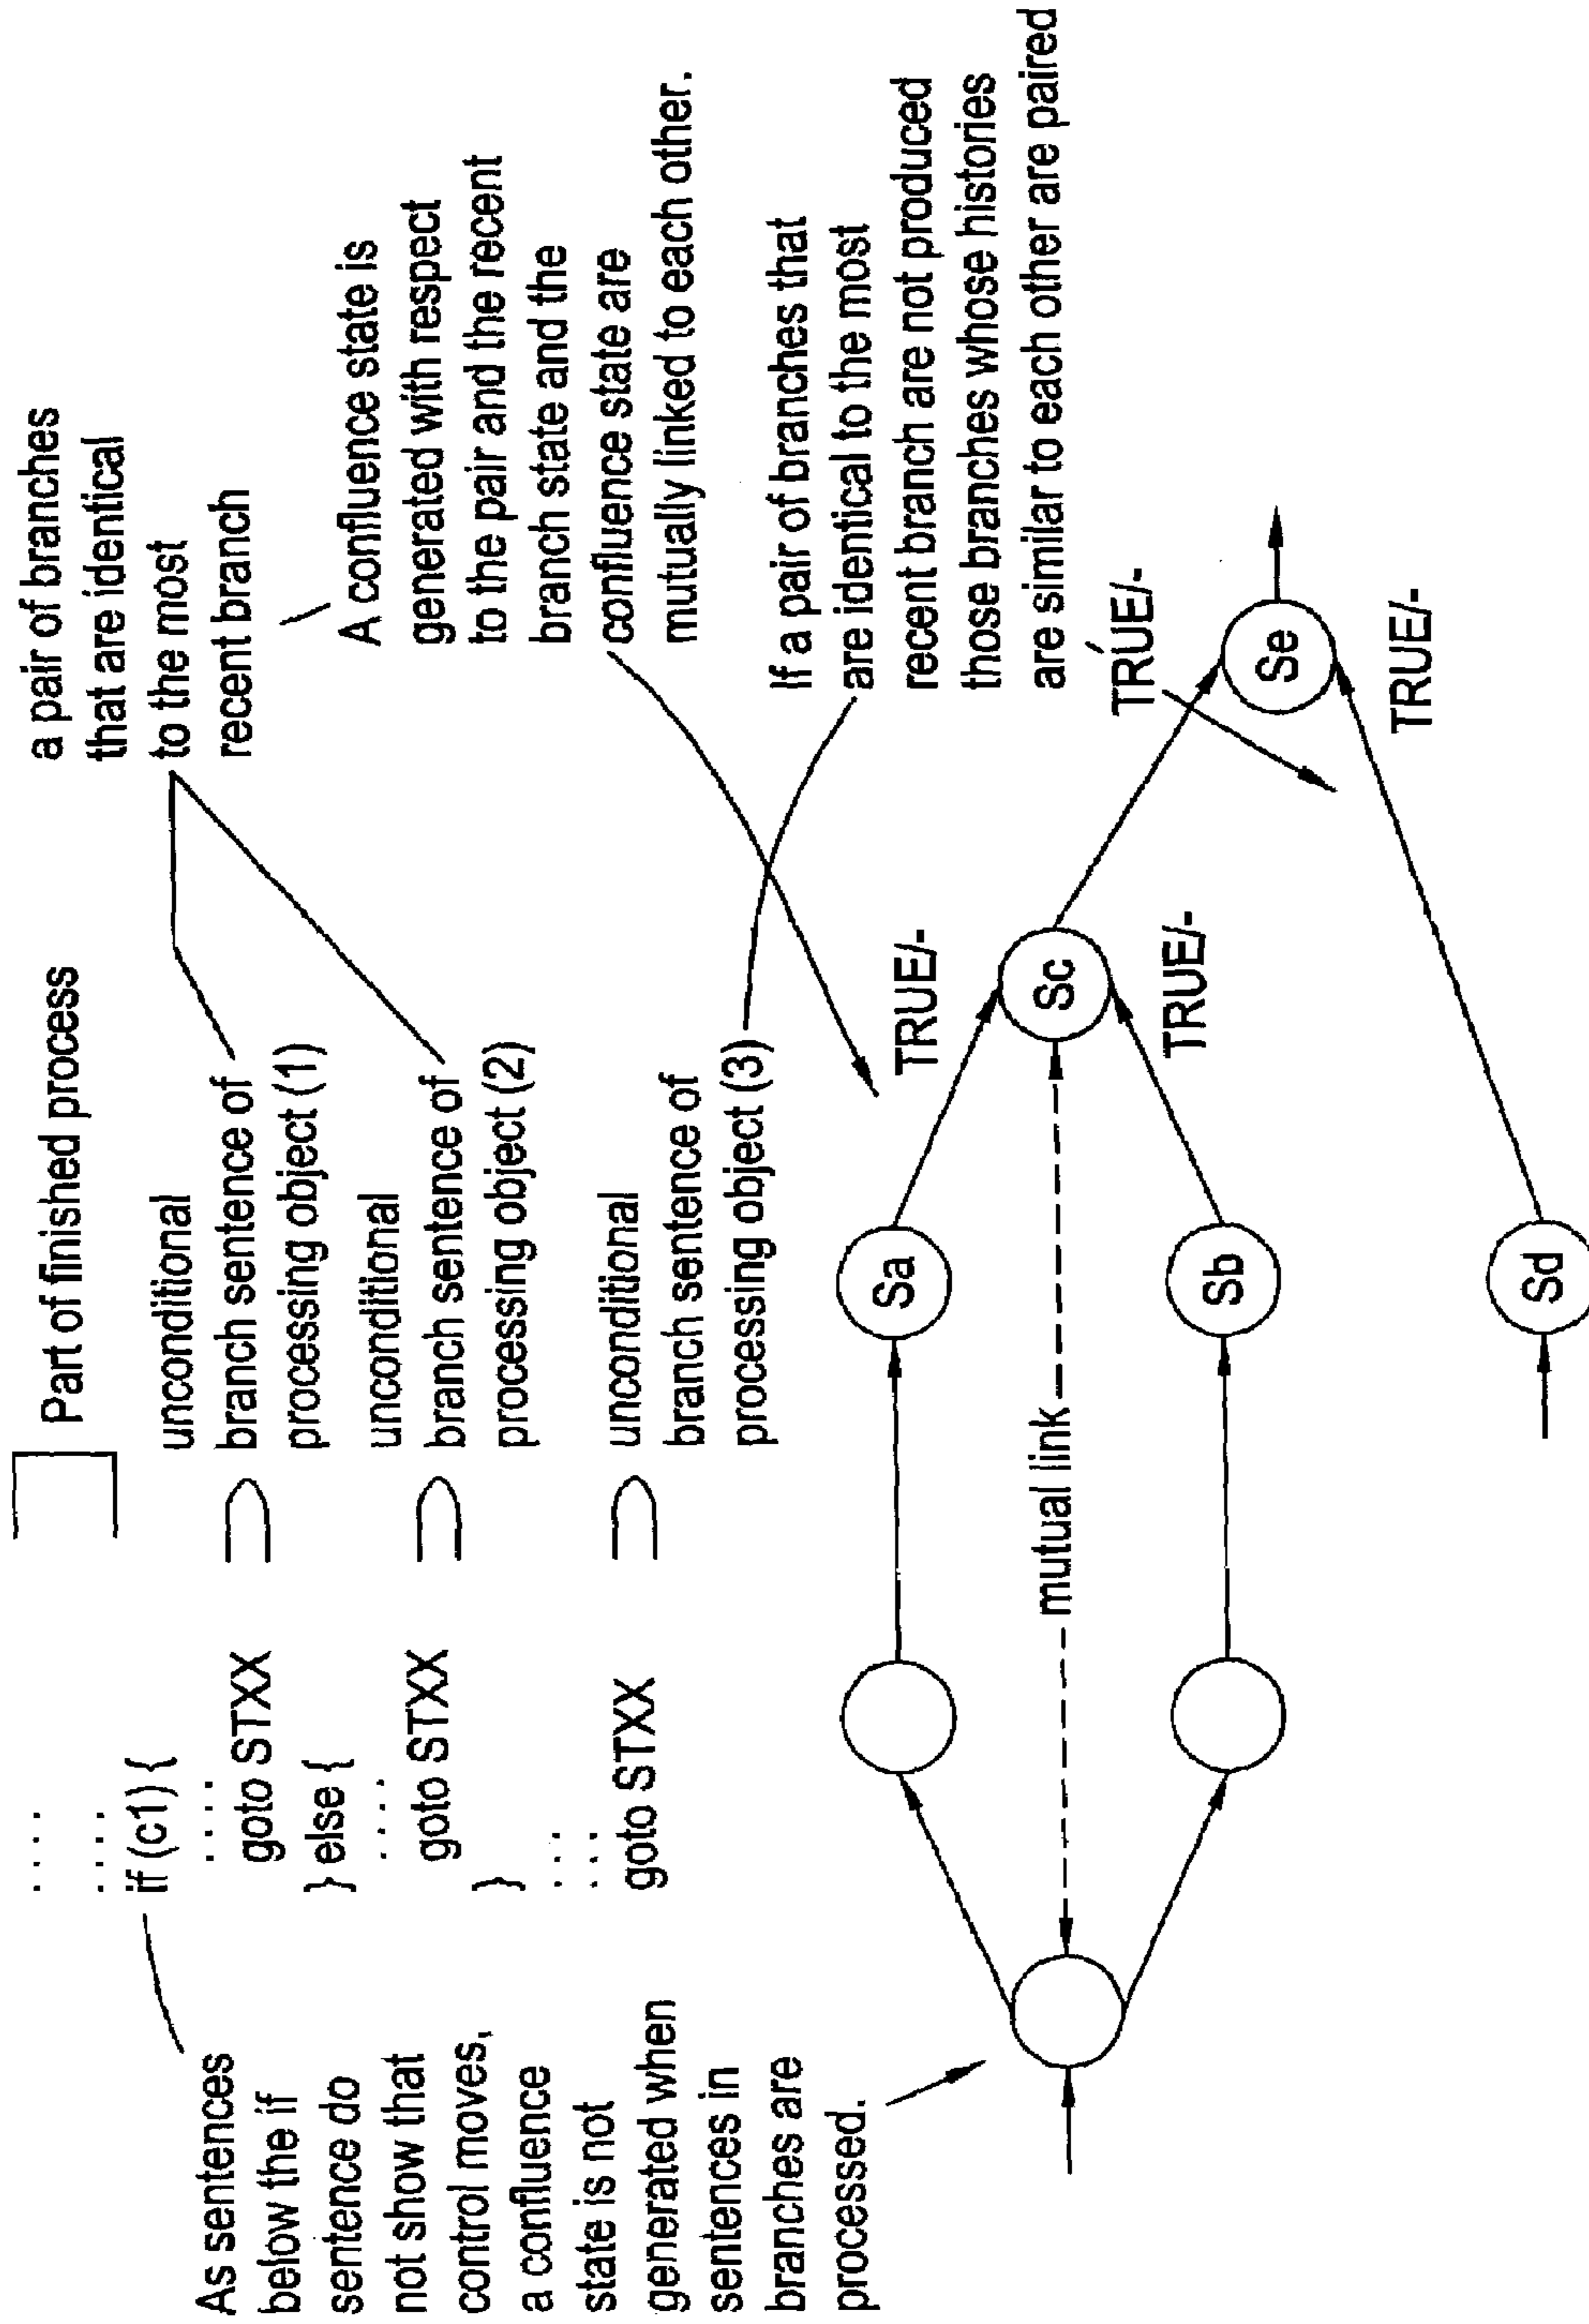 As sentences
below the if
sentence do
not show that
control moves,
a confluence
state is not
generated when
sentences in
branches are
processed.
. . . .
. . . .
if (c1) {
. . . .
goto STXX
} else {
. . . .
goto STXX
}
. . .
. . .
goto STXX
Part of finished process
unconditional
branch sentence of
processing object (1)
unconditional
branch sentence of
processing object (2)
unconditional
branch sentence of
processing object (3)
a pair of branches
that are identical
to the most
recent branch
A confluence state is
generated with respect
to the pair and the recent
branch state and the
confluence state are
mutually linked to each other.
If a pair of branches that
are identical to the most
recent branch are not produced
those branches whose histories
are similar to each other are paired
Sa
TRUE/-
mutual link
Sc
Sb
TRUE/-
TRUE/-
Se
TRUE/-
Sd